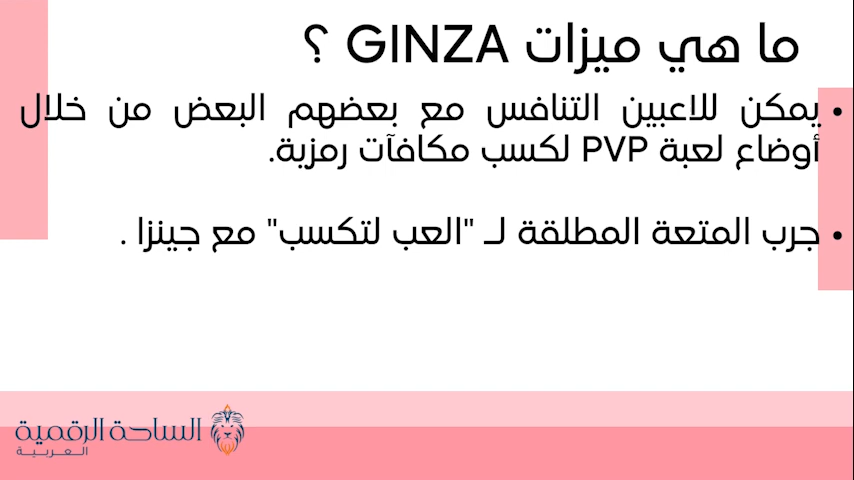 ما هي ميزات GINZA ؟
• يمكن للاعبين التنافس مع بعضهم البعض من خلال
أوضاع لعبة PVP لكسب مكافآت رمزية.
• جرب المتعة المطلقة لـ "العب لتكسب" مع جينزا .
الساحة الرقمية
العربية